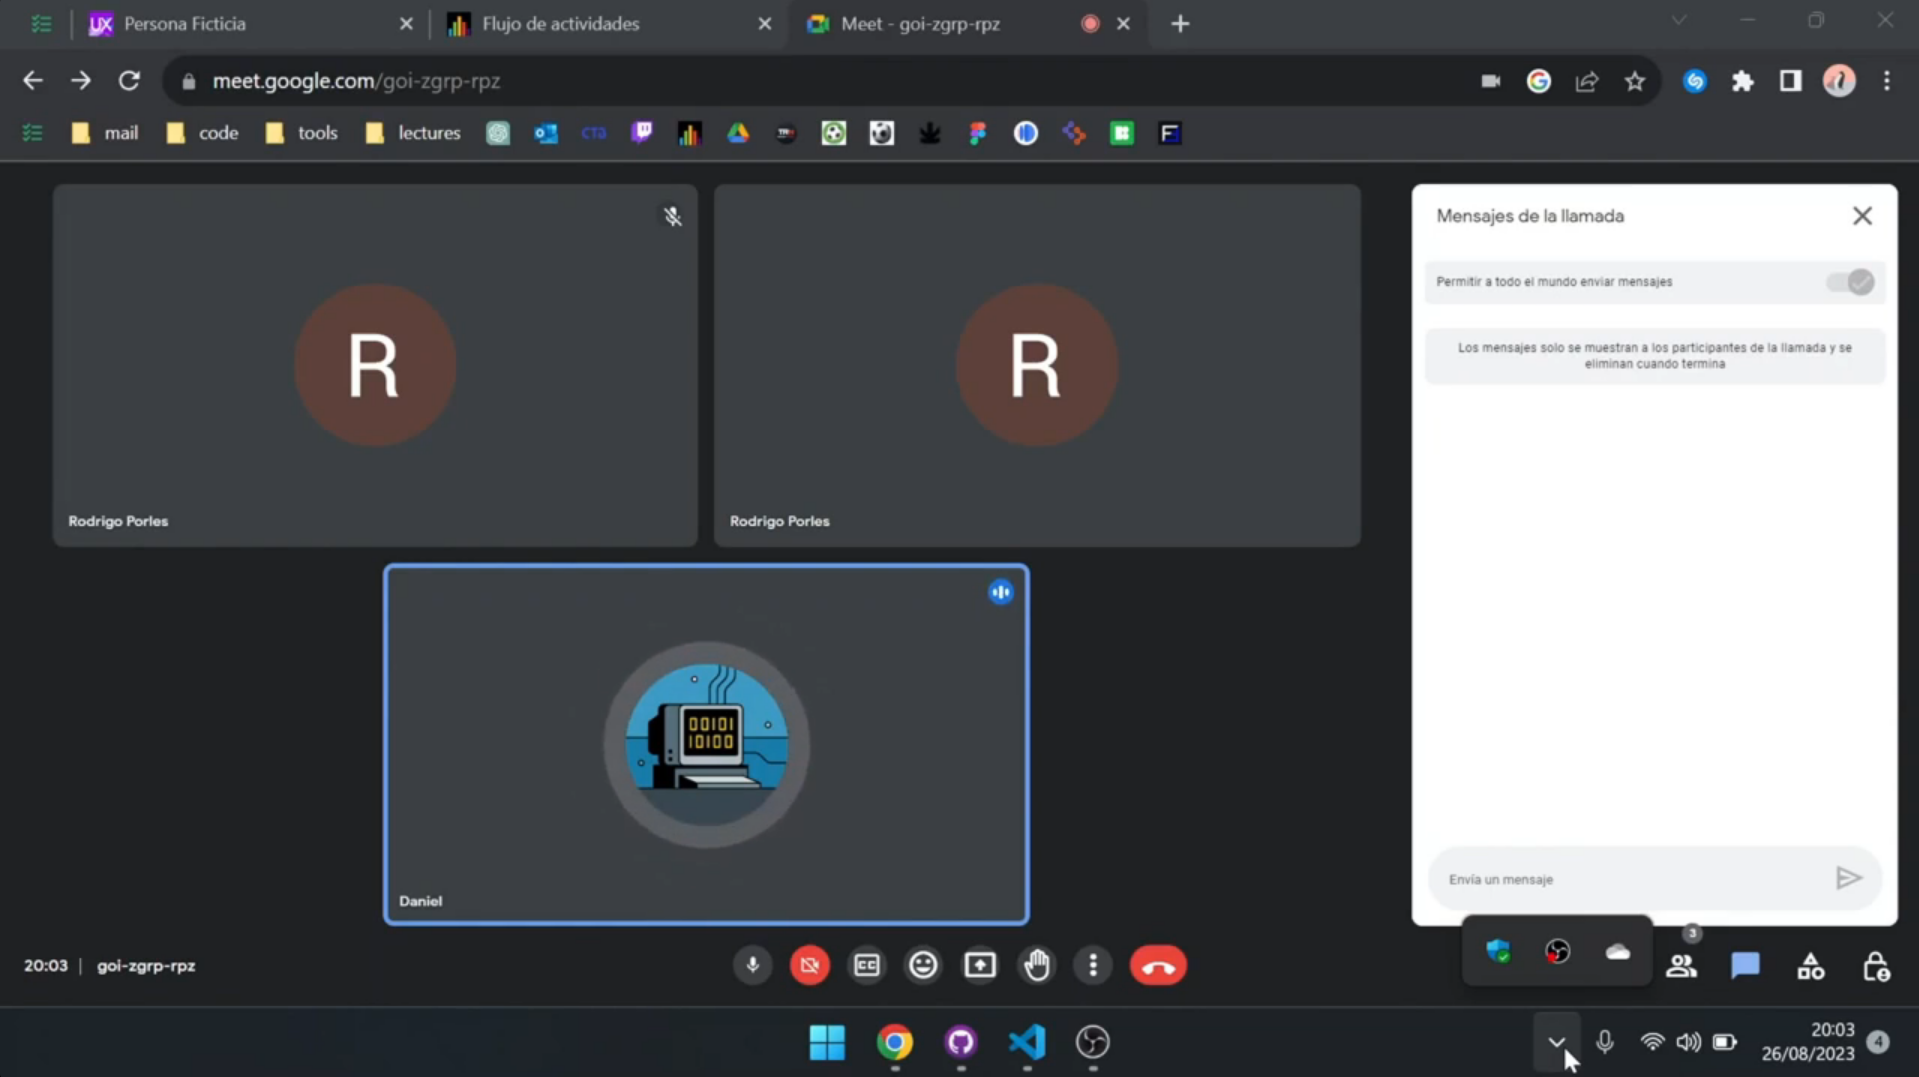 Persona Ficticia
Flujo de actividades
Meet - goi-zgrp-rpz
meet.google.com/goi-zgrp-rpz
mail
code
tools
lectures
R
Rodrigo Porles
R
Rodrigo Porles
00101
10100
Daniel
Mensajes de la llamada
Permitir a todo el mundo enviar mensajes
Los mensajes solo se muestran a los participantes de la llamada y se
eliminan cuando termina
Envía un mensaje
20:03 | goi-zgrp-rpz
3
20:03
26/08/2023
4